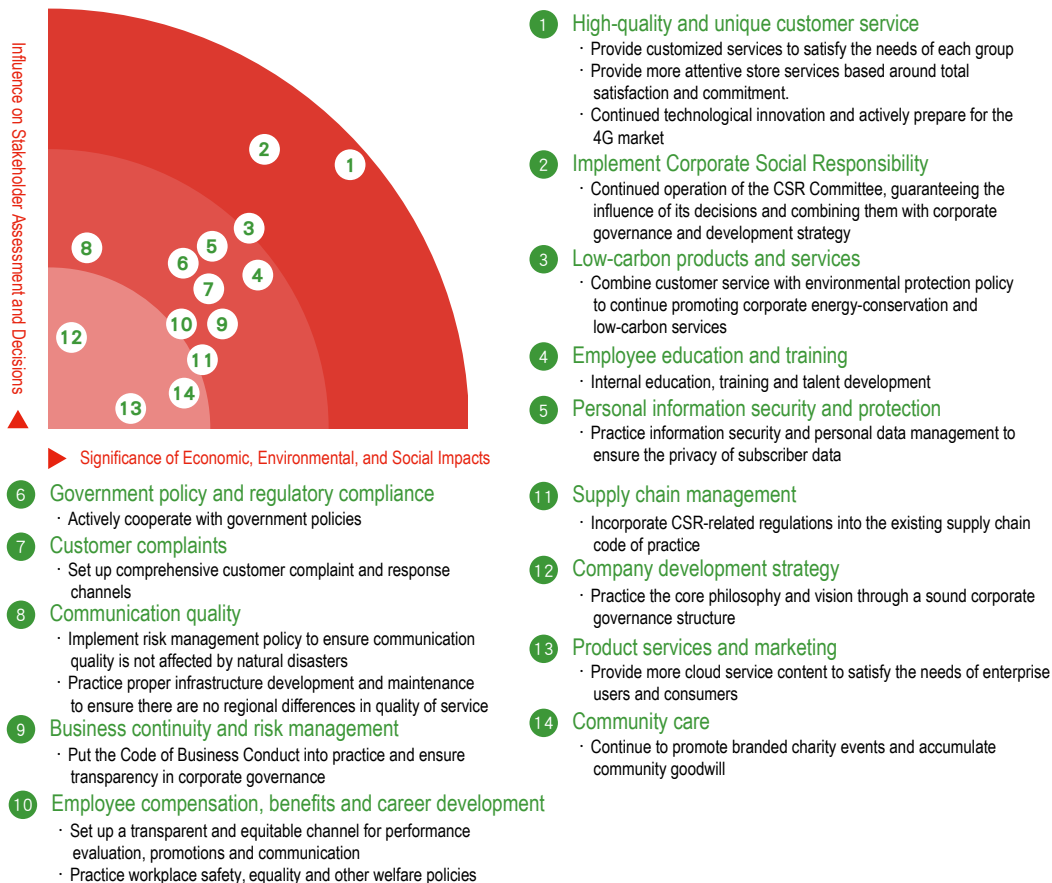 Influence on Stakeholder Assessment and Decisions
2
1
3
5
8
6
4
7
10
9
12
11
14
13
Significance of Economic, Environmental, and Social Impacts
1 High-quality and unique customer service
· Provide customized services to satisfy the needs of each group
· Provide more attentive store services based around total
satisfaction and commitment.
· Continued technological innovation and actively prepare for the
4G market
2 Implement Corporate Social Responsibility
· Continued operation of the CSR Committee, guaranteeing the
influence of its decisions and combining them with corporate
governance and development strategy
3 Low-carbon products and services
· Combine customer service with environmental protection policy
to continue promoting corporate energy-conservation and
low-carbon services
4 Employee education and training
· Internal education, training and talent development
5 Personal information security and protection
· Practice information security and personal data management to
ensure the privacy of subscriber data
6 Government policy and regulatory compliance
· Actively cooperate with government policies
7 Customer complaints
· Set up comprehensive customer complaint and response
channels
8 Communication quality
· Implement risk management policy to ensure communication
quality is not affected by natural disasters
· Practice proper infrastructure development and maintenance
to ensure there are no regional differences in quality of service
9 Business continuity and risk management
· Put the Code of Business Conduct into practice and ensure
transparency in corporate governance
10 Employee compensation, benefits and career development
· Set up a transparent and equitable channel for performance
evaluation, promotions and communication
· Practice workplace safety, equality and other welfare policies
11 Supply chain management
· Incorporate CSR-related regulations into the existing supply chain
code of practice
12 Company development strategy
· Practice the core philosophy and vision through a sound corporate
governance structure
13 Product services and marketing
· Provide more cloud service content to satisfy the needs of enterprise
users and consumers
14 Community care
· Continue to promote branded charity events and accumulate
community goodwill